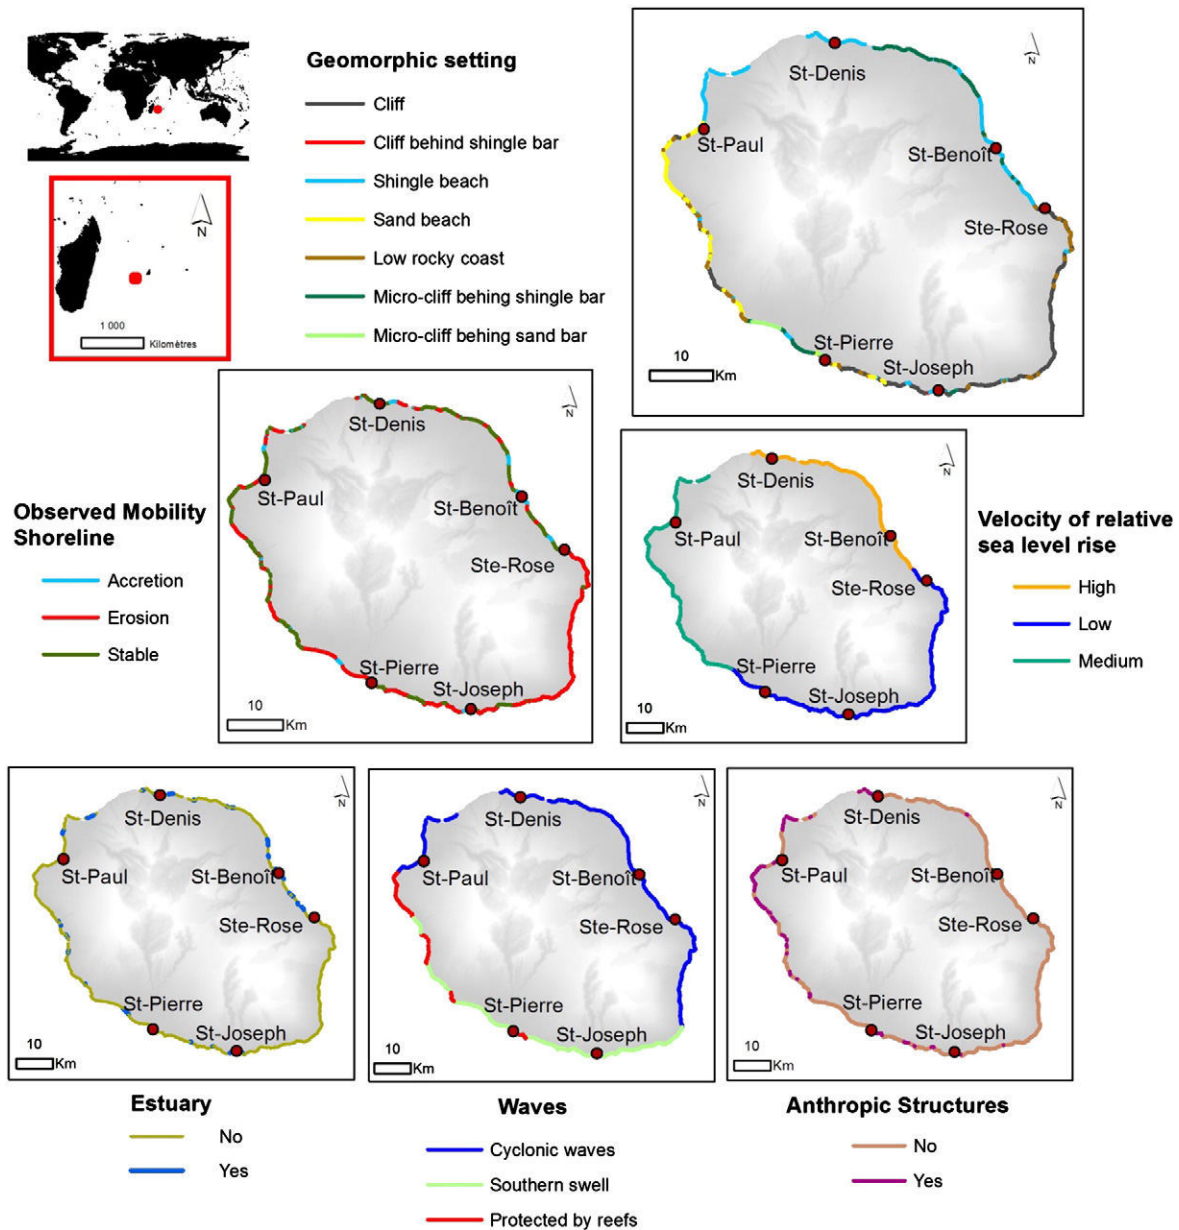 Geomorphic setting
Cliff
Cliff behind shingle bar
Shingle beach
Sand beach
Low rocky coast
Micro-cliff behing shingle bar
Micro-cliff behing sand bar
N
1 000
Kilomètres
N
St-Denis
St-Paul
St-Benoît
Ste-Rose
St-Pierre
St-Joseph
10
Km
Observed Mobility
Shoreline
Accretion
Erosion
Stable
N
St-Denis
St-Paul
St-Benoît
Ste-Rose
St-Pierre
St-Joseph
10
Km
N
St-Denis
St-Paul
St-Benoît
Ste-Rose
St-Pierre
St-Joseph
10
Km
Velocity of relative
sea level rise
High
Low
Medium
N
St-Denis
St-Paul
St-Benoît
Ste-Rose
St-Pierre
St-Joseph
10
Km
Estuary
No
Yes
N
St-Denis
St-Paul
St-Benoît
Ste-Rose
St-Pierre
St-Joseph
10
Km
Waves
Cyclonic waves
Southern swell
Protected by reefs
N
St-Denis
St-Paul
St-Benoît
Ste-Rose
St-Pierre
St-Joseph
10
Km
Anthropic Structures
No
Yes